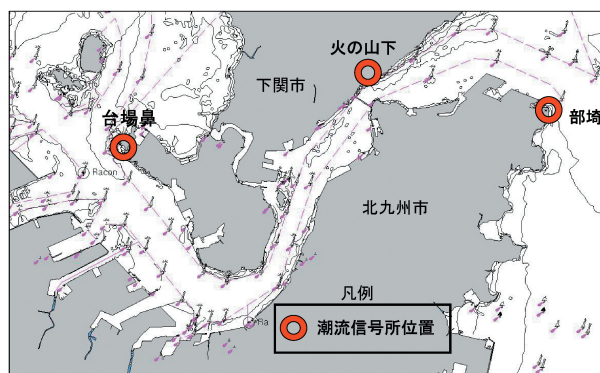 火の山下
下関市
台場鼻
部埼
Racon
北九州市
凡例
潮流信号所位置